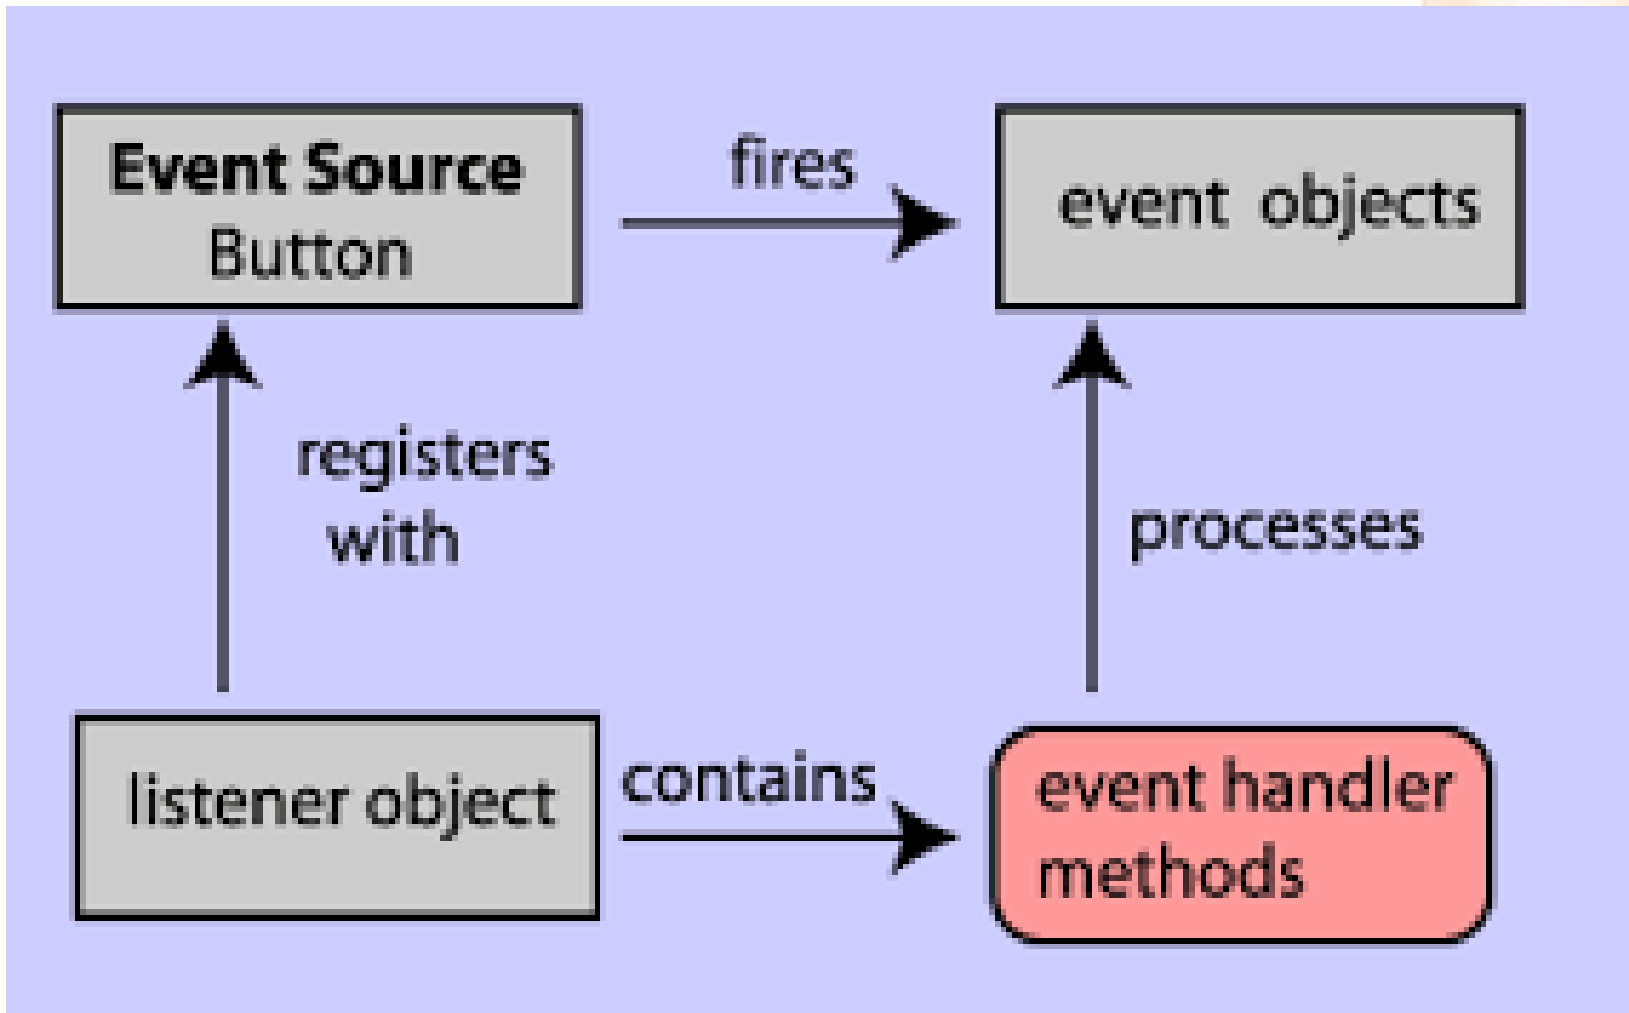 Event Source
Button
fires
event objects
registers
with
processes
listener object
contains
event handler
methods